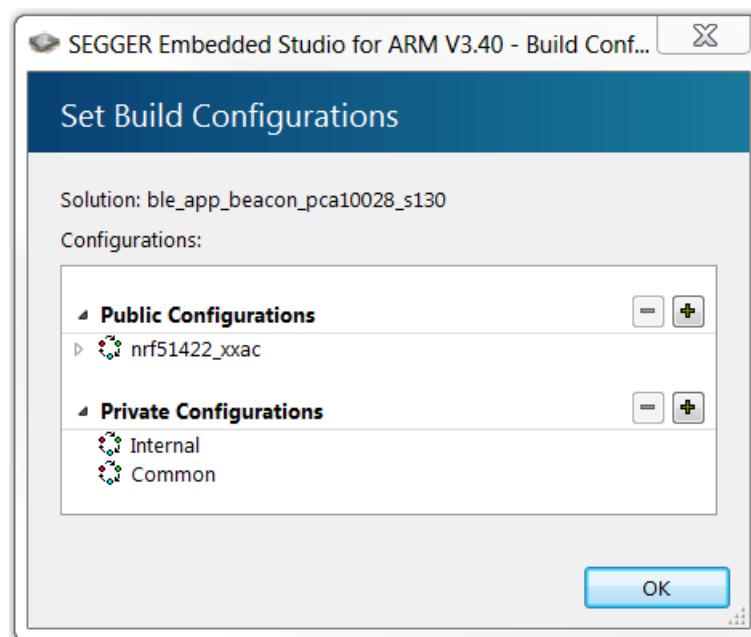 SEGGER Embedded Studio for ARM V3.40 - Build Conf...
Set Build Configurations
Solution: ble_app_beacon_pca10028_s130
Configurations:
Public Configurations
nrf51422_xxac
Private Configurations
Internal
Common
OK